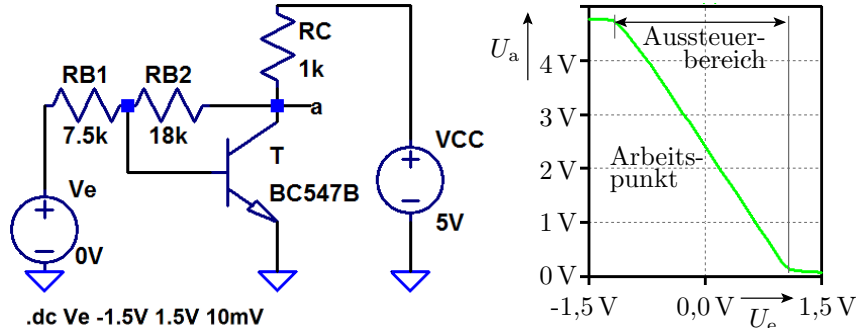 RC
1k
RB1
RB2
a
7.5k
18k
T
VCC
Ve
BC547B
5V
0V
.dc Ve -1.5V 1.5V 10mV
Ua
Aussteuer-
bereich
4 V
3 V
Arbeits-
punkt
2 V
1 V
0 V
-1,5 V
0,0 V
1,5 V
Ue